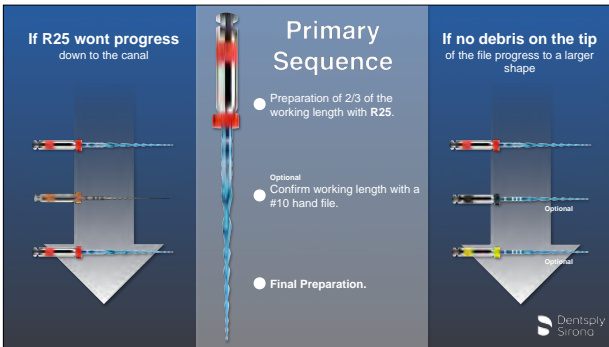 If R25 wont progress
down to the canal
Primary
Sequence
Preparation of 2/3 of the
working length with R25.
Optional
Confirm working length with a
#10 hand file.
Final Preparation.
If no debris on the tip
of the file progress to a larger
shape
Optional
Optional
Dentsply
Sirona